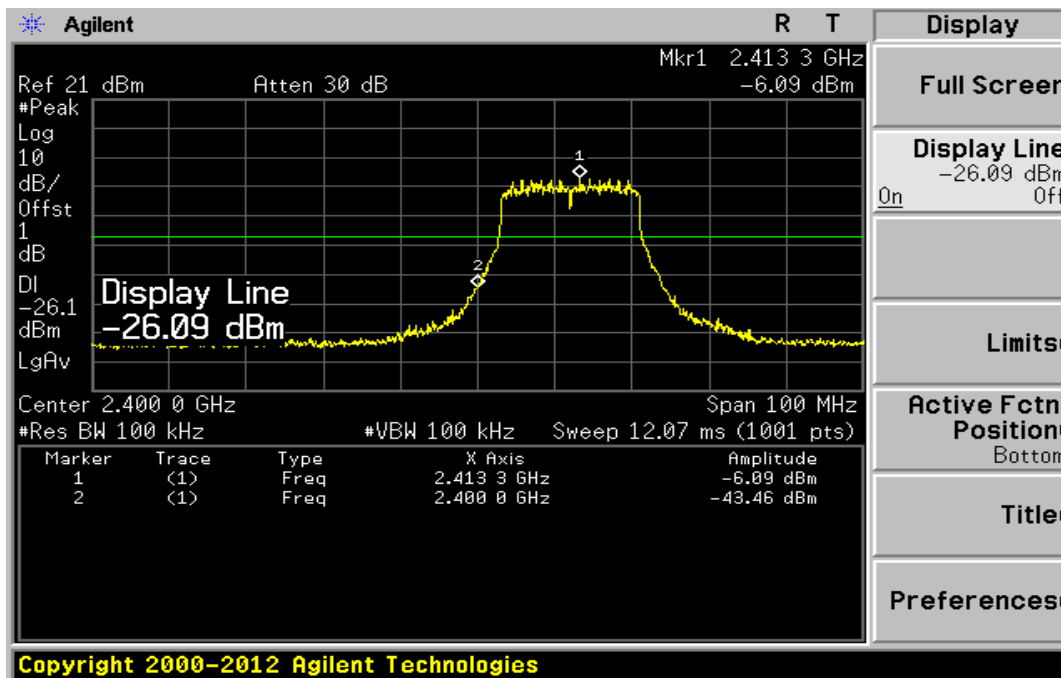 Agilent R T
Mkr1 2.413 3 GHz
Ref 21 dBm Atten 30 dB -6.09 dBm
#Peak
Log
10
dB/
Offst
1
dB
DI
-26.1
dBm
LgAv
1
2
Display Line
-26.09 dBm
Center 2.400 0 GHz Span 100 MHz
#Res BW 100 kHz #VBW 100 kHz Sweep 12.07 ms (1001 pts)
Marker Trace Type X Axis Amplitude
1 (1) Freq 2.413 3 GHz -6.09 dBm
2 (1) Freq 2.400 0 GHz -43.46 dBm
Display
Full Screen
Display Line
-26.09 dBm
On Off
Limits
Active Fctn
Position
Bottom
Title
Preferences
Copyright 2000-2012 Agilent Technologies